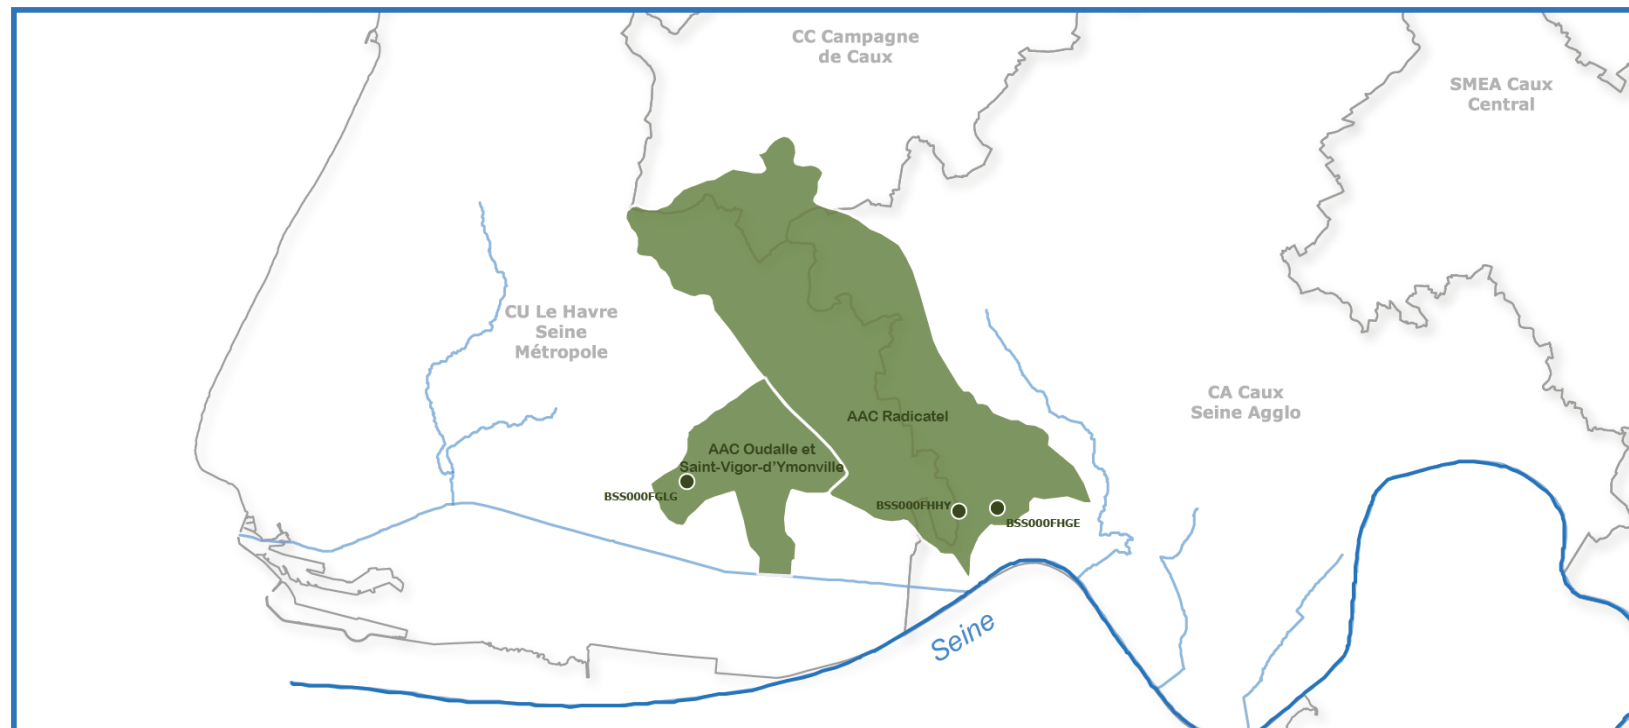 CC Campagne
de Caux
SMEA Caux
Central
CU Le Havre
Seine
Métropole
CA Caux
Seine Agglo
AAC Radicatel
AAC Oudalle et
Saint-Vigor-d'Ymonville
BSS000FGLG
BSS000FHHY
BSS000FHGE
Seine